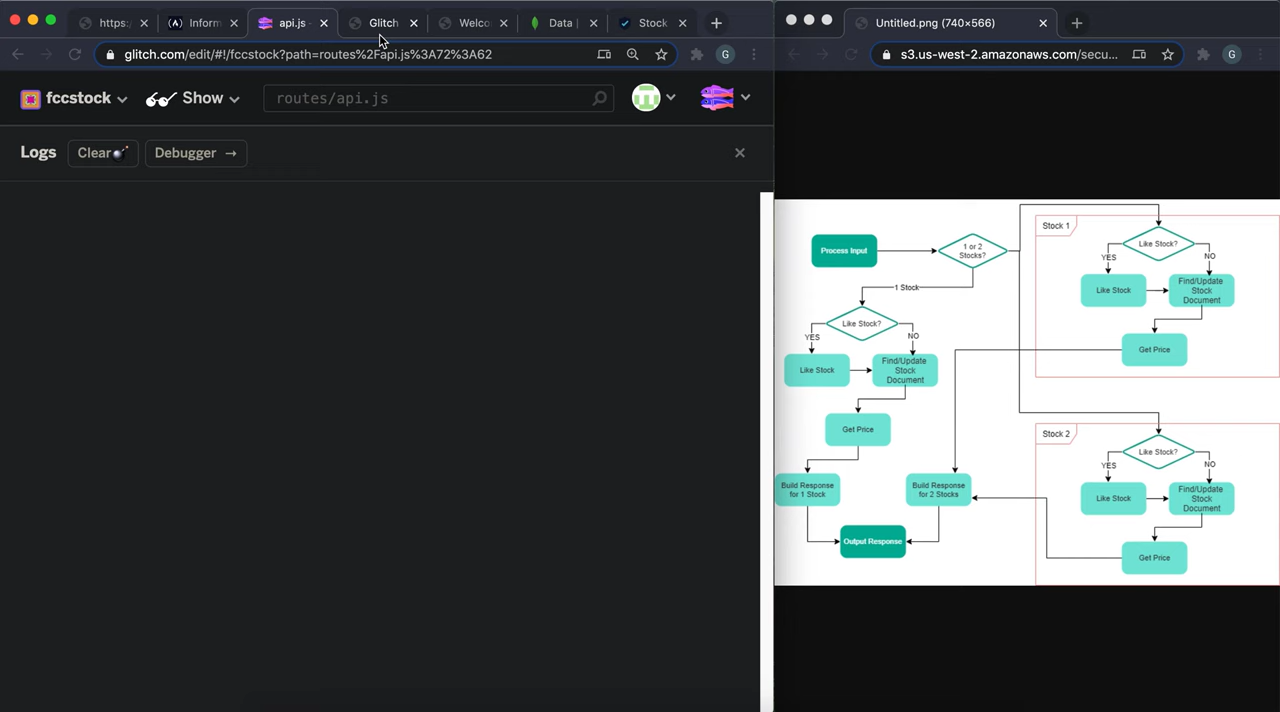 https:
Inform
api.js -
Glitch
Welco
Data |
Stock
glitch.com/edit/#!/fccstock?path=routes%2Fapi.js%3A72%3A62
G
fccstock
Show
routes/api.js
Logs
Clear
Debugger →
Untitled.png (740×566)
s3.us-west-2.amazonaws.com/secu...
G
Process Input
1 or 2
Stocks?
1 Stock
Like Stock?
YES
NO
Like Stock
Find/Update
Stock
Document
Get Price
Build Response
for 1 Stock
Build Response
for 2 Stocks
Output Response
Stock 1
Like Stock?
YES
NO
Like Stock
Find/Update
Stock
Document
Get Price
Stock 2
Like Stock?
YES
NO
Like Stock
Find/Update
Stock
Document
Get Price